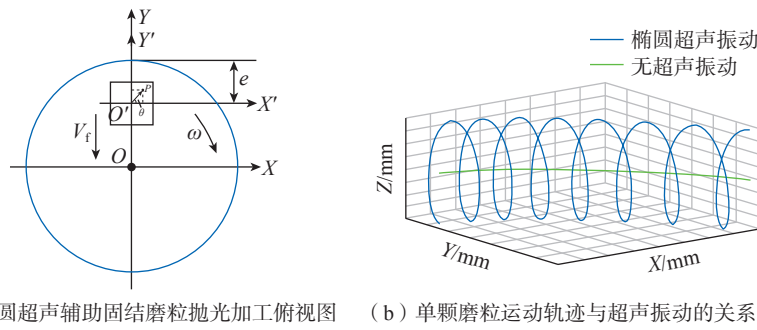 Y
Y′
e
P
O′
θ
X′
V_f
ω
O
X
椭圆超声振动
无超声振动
Z/mm
Y/mm
X/mm
圆超声辅助固结磨粒抛光加工俯视图
（b）单颗磨粒运动轨迹与超声振动的关系